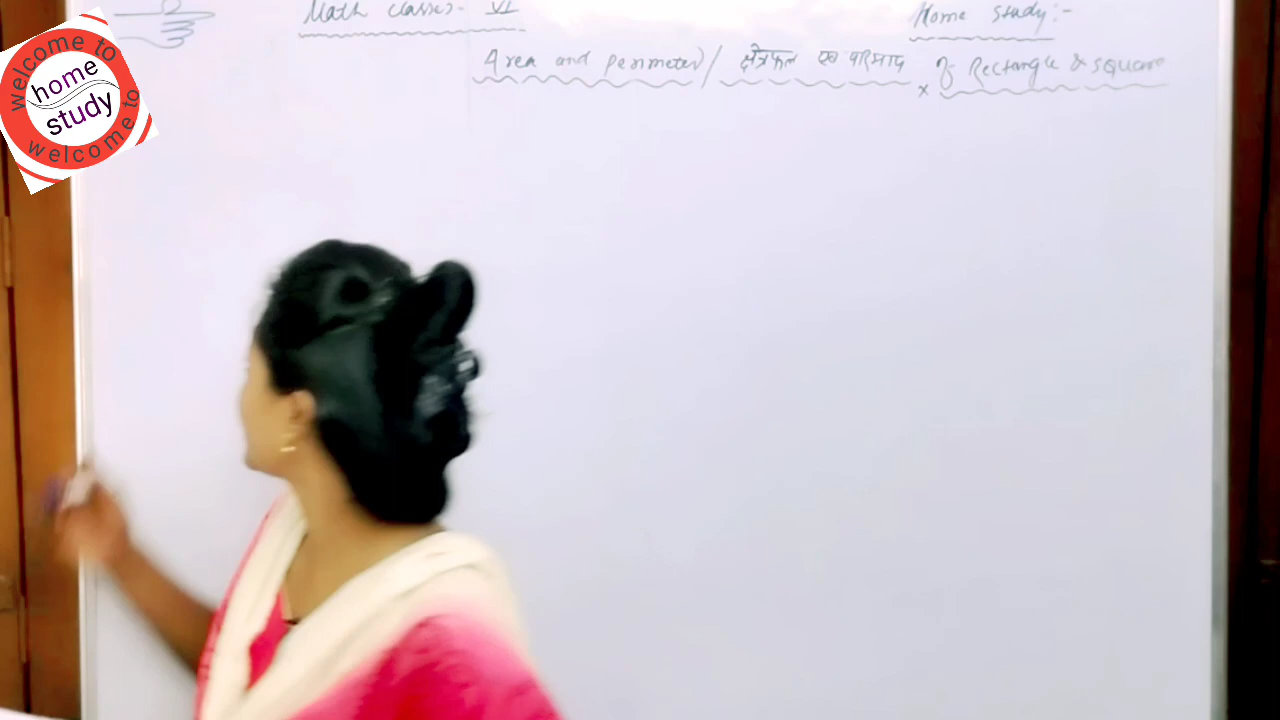 Math classes- VI
Home study:-
Area and perimeter/ क्षेत्रफल एवं परिमाप of Rectangle & square
welcome to
home
study
welcome to